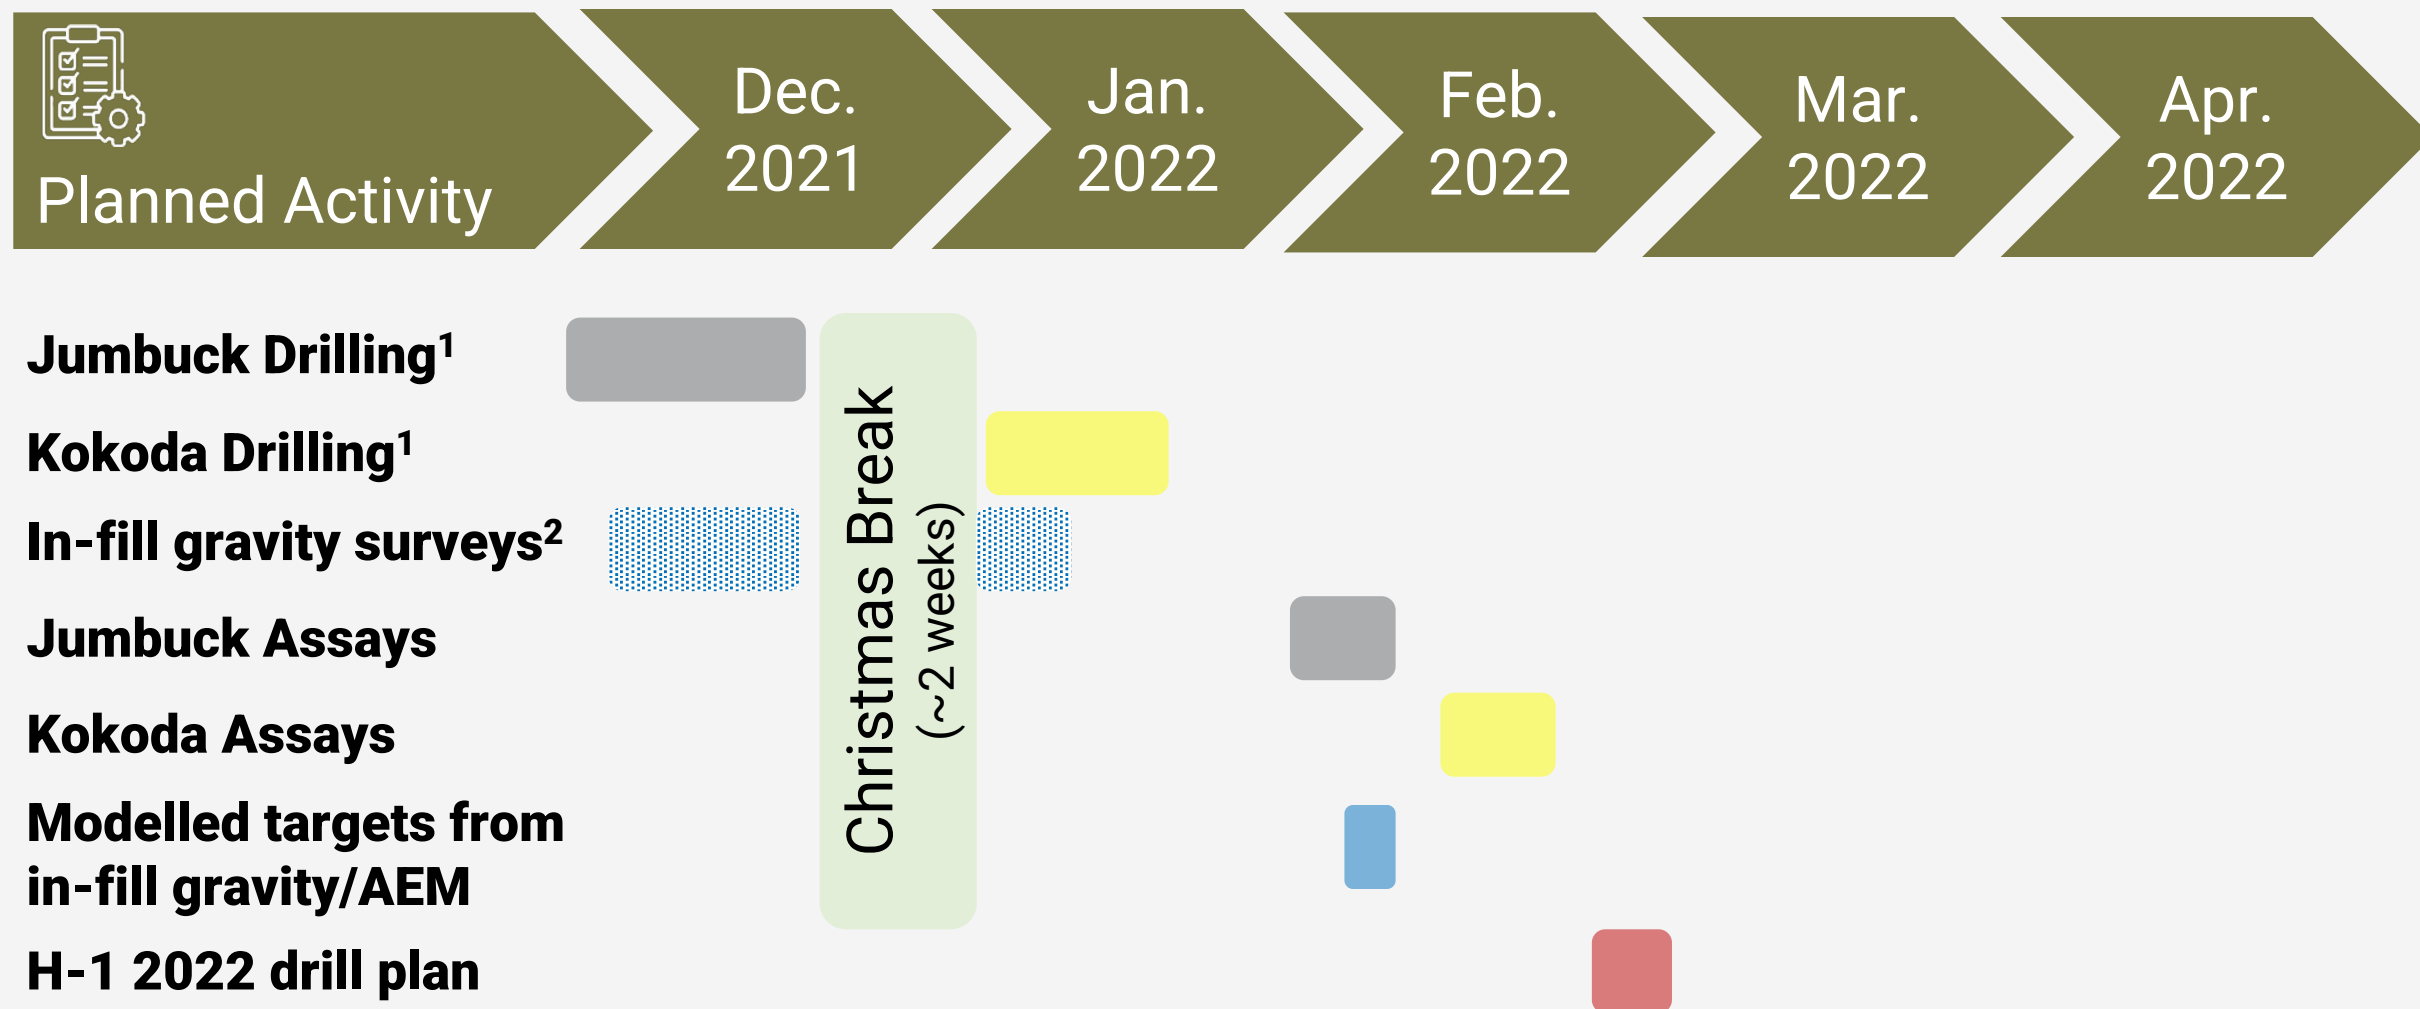 Planned Activity
Dec.
2021
Jan.
2022
Feb.
2022
Mar.
2022
Apr.
2022
Jumbuck Drilling¹
Kokoda Drilling¹
In-fill gravity surveys²
Jumbuck Assays
Kokoda Assays
Modelled targets from
in-fill gravity/AEM
H-1 2022 drill plan
Christmas Break
(~2 weeks)